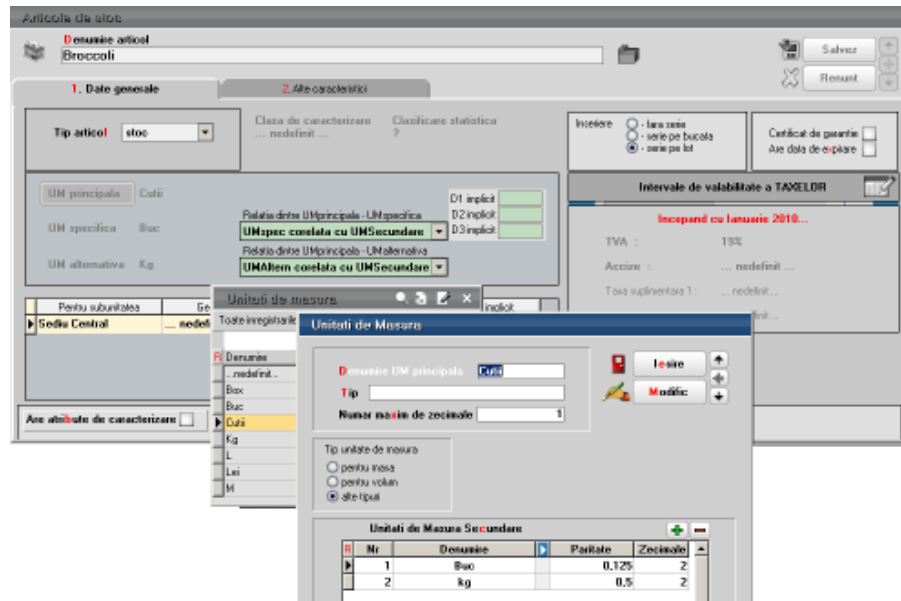 Articole de stoc
Denumire articol
Broccoli
Salvez
Renunt
1. Date generale
2. Alte caracteristici
Tip articol stoc
Clasa de caracterizare
... nedefinit ...
Clasificare statistica
?
Inseriere
- fara serie
- serie pe bucata
- serie pe lot
Certificat de garantie
Are data de expirare
UM principala Cutii
UM specifica Buc
UM alternativa Kg
Relatia dintre UMprincipala - UMspecifica
UMspec corelata cu UMSecundare
Relatia dintre UMprincipala - UMalternativa
UMAltern corelata cu UMSecundare
D1 implicit
D2 implicit
D3 implicit
Intervale de valabilitate a TAXELOR
Incepand cu Ianuarie 2010...
TVA : 19%
Accize : ... nedefinit ...
Taxa suplimentara 1 : ... nedefinit...
Pentru subunitatea
Ge
implicit
Sediu Central
... nedefi
Are atribute de caracterizare
Unitati de masura
Toate inregistrarile
R Denumire
...nedefinit...
Box
Buc
Cutii
Kg
L
Lei
M
Unitati de Masura
Denumire UM principala Cutii
Tip
Numar maxim de zecimale 1
Iesire
Modific
Tip unitate de masura
pentru masa
pentru volum
alte tipuri
Unitati de Masura Secundare
R Nr Denumire Paritate Zecimale
1 Buc 0.125 2
2 kg 0.5 2